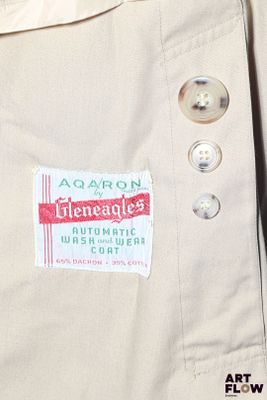 AQARON
by
Gleneagles
AUTOMATIC
WASH and WEAR
COAT
65% DACRON • 35% COTTON
ART
FLOW